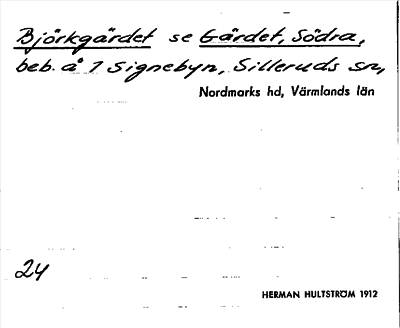 Björkgärdet se Gärdet, Södra,
beb. å 1 Signebyn, Silleruds sn,
Nordmarks hd, Värmlands län
24
HERMAN HULTSTRÖM 1912